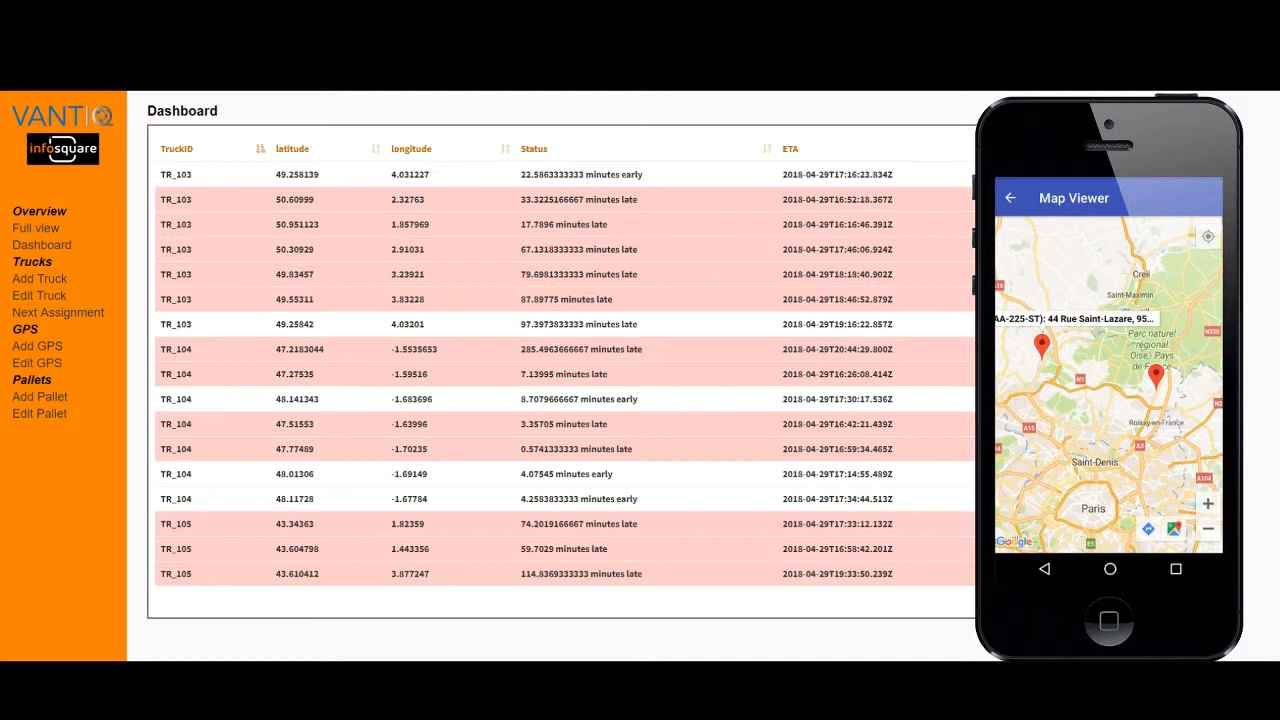 VANTIQ
infosquare
Overview
Full view
Dashboard
Trucks
Add Truck
Edit Truck
Next Assignment
GPS
Add GPS
Edit GPS
Pallets
Add Pallet
Edit Pallet
Dashboard
TruckID latitude longitude Status ETA
TR_103 49.258139 4.031227 22.5863333333 minutes early 2018-04-29T17:16:23.834Z
TR_103 50.60999 2.32763 33.3225166667 minutes late 2018-04-29T16:52:18.367Z
TR_103 50.951123 1.857969 17.7896 minutes late 2018-04-29T16:16:46.391Z
TR_103 50.30929 2.91031 67.1318333333 minutes late 2018-04-29T17:46:06.924Z
TR_103 49.83457 3.23921 79.6981333333 minutes late 2018-04-29T18:18:40.902Z
TR_103 49.55311 3.83228 87.89775 minutes late 2018-04-29T18:46:52.879Z
TR_103 49.25842 4.03201 97.3973833333 minutes late 2018-04-29T19:16:22.857Z
TR_104 47.2183044 -1.5535653 285.4963666667 minutes late 2018-04-29T20:44:29.800Z
TR_104 47.27535 -1.59516 7.13995 minutes late 2018-04-29T16:26:08.414Z
TR_104 48.141343 -1.683696 8.7079666667 minutes early 2018-04-29T17:30:17.536Z
TR_104 47.51553 -1.63996 3.35705 minutes late 2018-04-29T16:42:21.439Z
TR_104 47.77489 -1.70235 0.5741333333 minutes late 2018-04-29T16:59:34.465Z
TR_104 48.01306 -1.69149 4.07545 minutes early 2018-04-29T17:14:55.489Z
TR_104 48.11728 -1.67784 4.2583833333 minutes early 2018-04-29T17:34:44.513Z
TR_105 43.34363 1.82359 74.2019166667 minutes late 2018-04-29T17:33:12.132Z
TR_105 43.604798 1.443356 59.7029 minutes late 2018-04-29T16:58:42.201Z
TR_105 43.610412 3.877247 114.8369333333 minutes late 2018-04-29T19:33:50.239Z
Map Viewer
Creil
A16
Saint-Maximin
AA-225-ST): 44 Rue Saint-Lazare, 95...
N330
Parc naturel
régional
Oise - Pays
de
N1
Roissy-en-France
A15
A3
Saint-Denis
A104
Paris
+
−
Google
E5